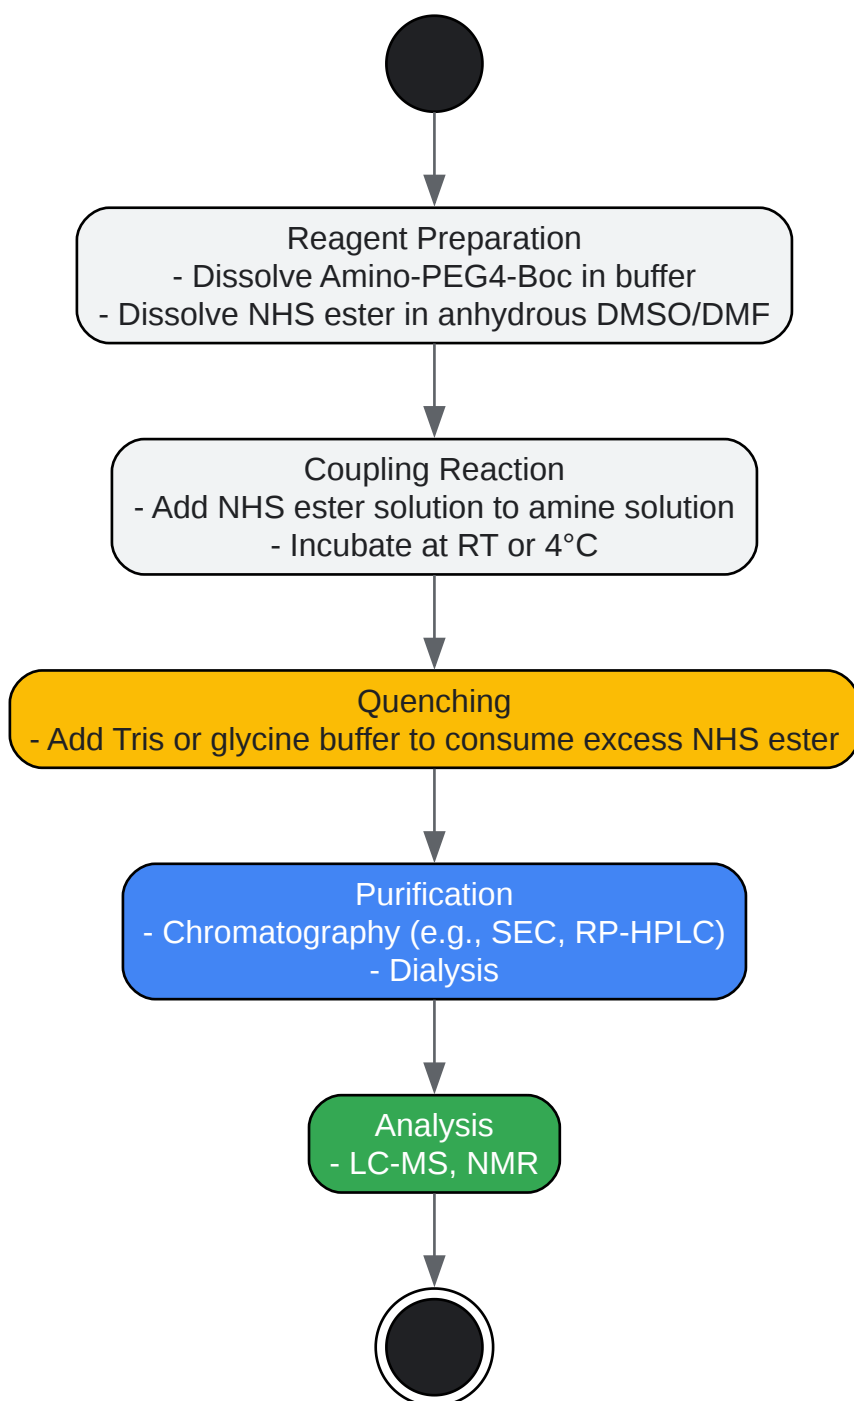 Reagent Preparation
- Dissolve Amino-PEG4-Boc in buffer
- Dissolve NHS ester in anhydrous DMSO/DMF
Coupling Reaction
- Add NHS ester solution to amine solution
- Incubate at RT or 4°C
Quenching
- Add Tris or glycine buffer to consume excess NHS ester
Purification
- Chromatography (e.g., SEC, RP-HPLC)
- Dialysis
Analysis
- LC-MS, NMR